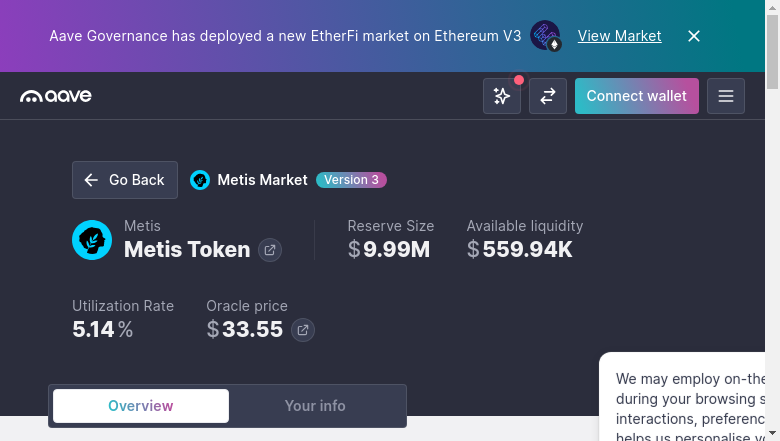 Aave Governance has deployed a new EtherFi market on Ethereum V3 View Market
aave
Connect wallet
Go Back
Metis Market Version 3
Metis
Metis Token
Reserve Size
$9.99M
Available liquidity
$559.94K
Utilization Rate
5.14%
Oracle price
$33.55
Overview
Your info
We may employ on-the
during your browsing s
interactions, preferenc
helps us personalise yo